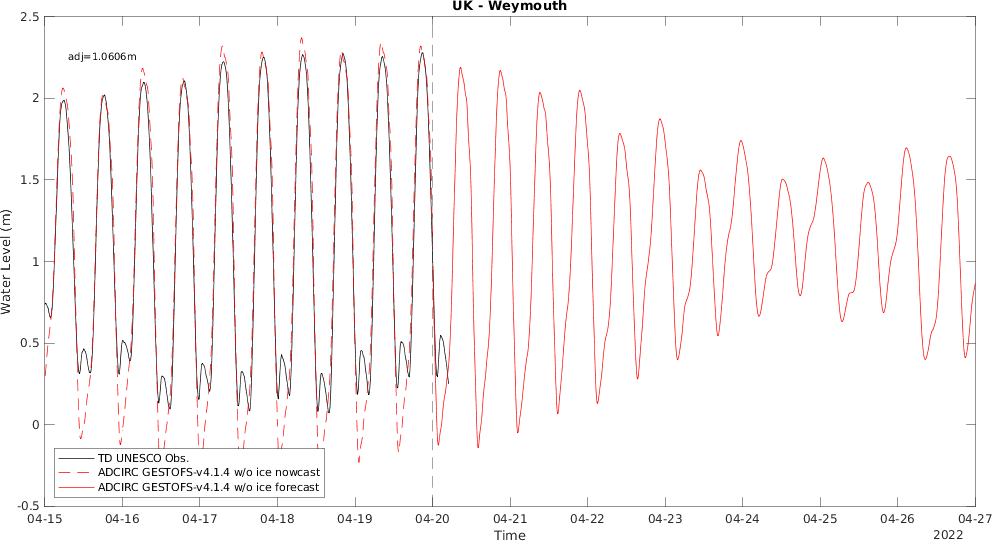 UK - Weymouth
adj=1.0606m
2.5
2
1.5
1
0.5
0
-0.5
Water Level (m)
TD UNESCO Obs.
ADCIRC GESTOFS-v4.1.4 w/o ice nowcast
ADCIRC GESTOFS-v4.1.4 w/o ice forecast
04-15 04-16 04-17 04-18 04-19 04-20 04-21 04-22 04-23 04-24 04-25 04-26 04-27
Time
2022